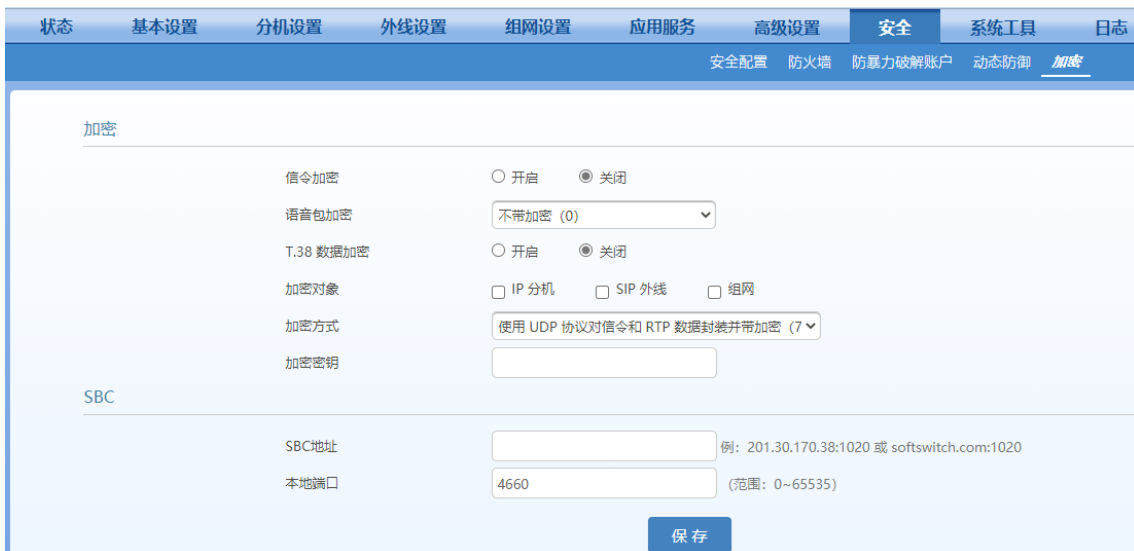 状态 基本设置 分机设置 外线设置 组网设置 应用服务 高级设置 安全 系统工具 日志
安全配置 防火墙 防暴力破解账户 动态防御 加密
加密
信令加密 开启 关闭
语音包加密 不带加密（0）
T.38 数据加密 开启 关闭
加密对象 IP 分机 SIP 外线 组网
加密方式 使用 UDP 协议对信令和 RTP 数据封装并带加密（7
加密密钥
SBC
SBC地址 例：201.30.170.38:1020 或 softswitch.com:1020
本地端口 4660 （范围：0~65535）
保存